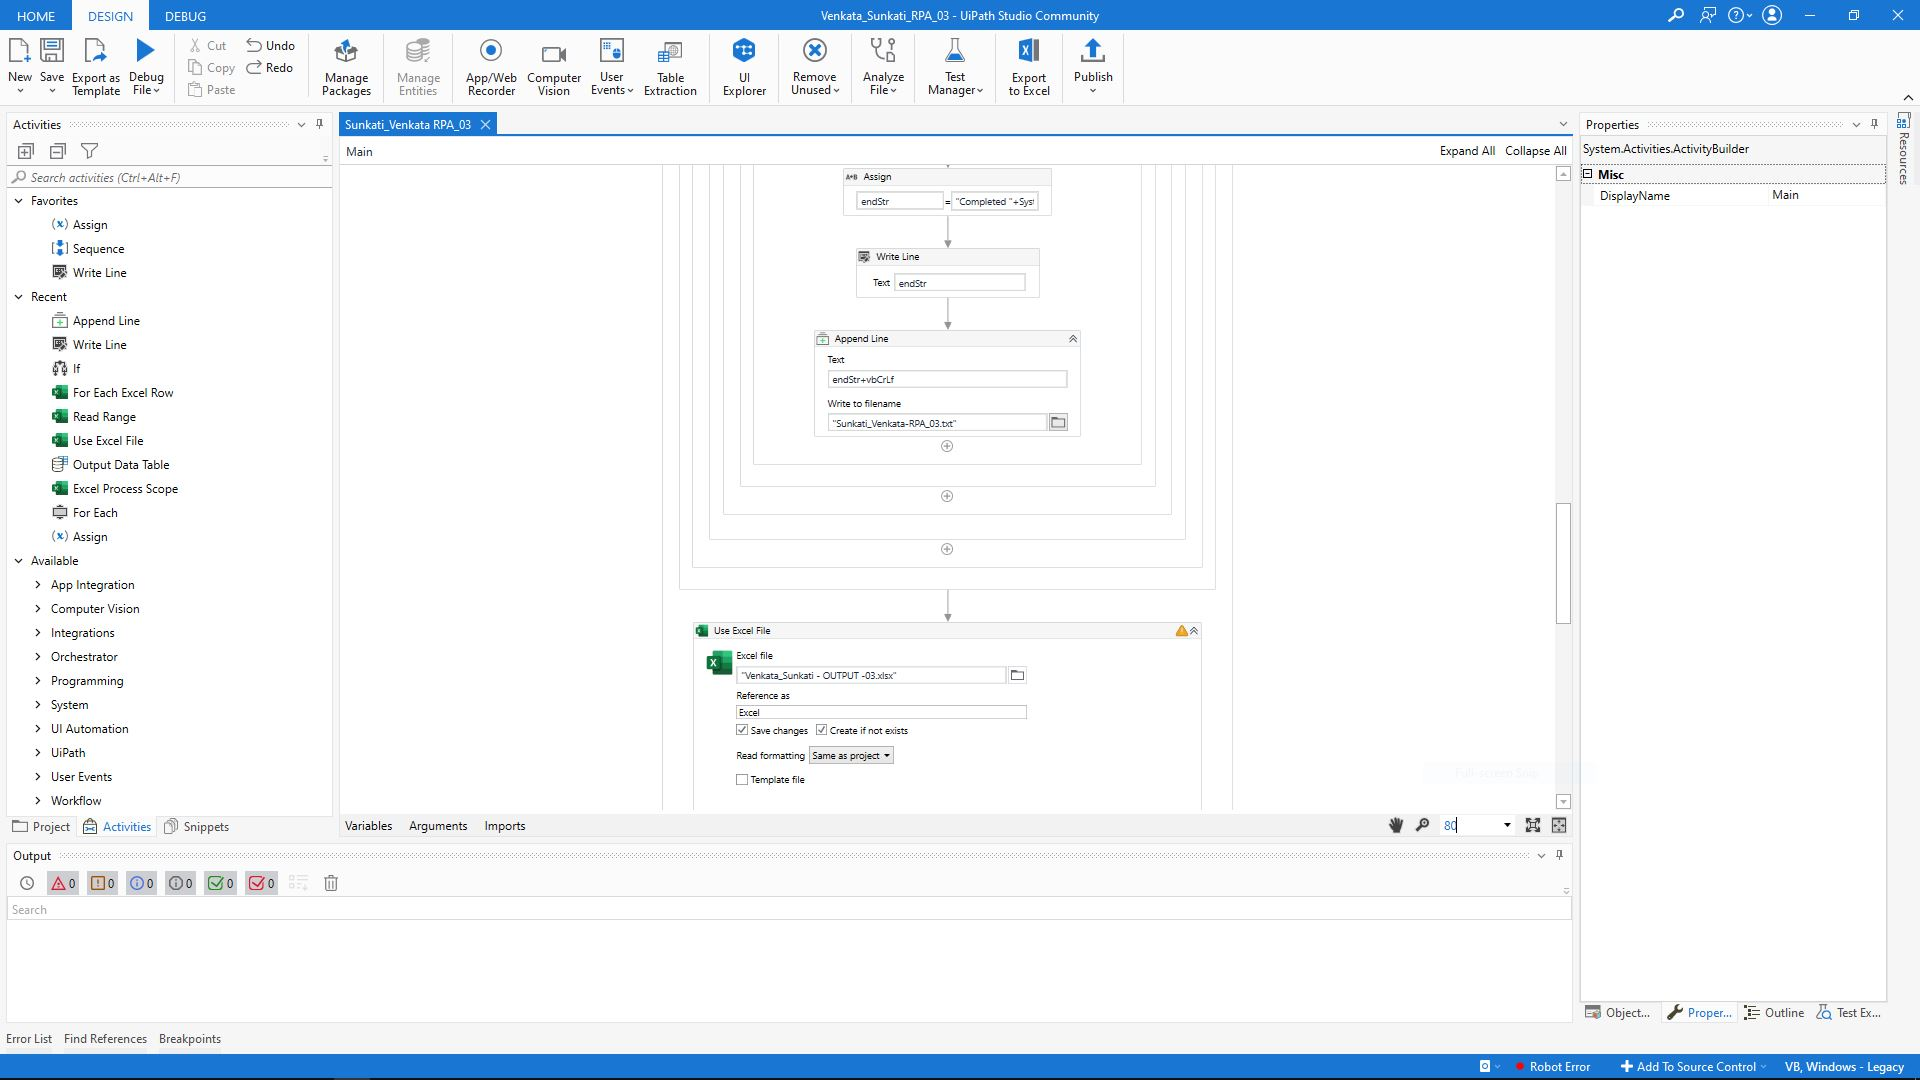 HOME DESIGN DEBUG
Venkata_Sunkati_RPA_03 - UiPath Studio Community
New
Save
Export as Template
Debug File
Cut
Copy
Paste
Undo
Redo
Manage Packages
Manage Entities
App/Web Recorder
Computer Vision
User Events
Table Extraction
UI Explorer
Remove Unused
Analyze File
Test Manager
Export to Excel
Publish
Activities
Search activities (Ctrl+Alt+F)
Favorites
Assign
Sequence
Write Line
Recent
Append Line
Write Line
If
For Each Excel Row
Read Range
Use Excel File
Output Data Table
Excel Process Scope
For Each
Assign
Available
App Integration
Computer Vision
Integrations
Orchestrator
Programming
System
UI Automation
UiPath
User Events
Workflow
Project Activities Snippets
Sunkati_Venkata RPA_03
Main
Expand All Collapse All
A*B Assign
endStr = "Completed "+Syst
Write Line
Text endStr
Append Line
Text
endStr+vbCrLf
Write to filename
"Sunkati_Venkata-RPA_03.txt"
Use Excel File
Excel file
"Venkata_Sunkati - OUTPUT -03.xlsx"
Reference as
Excel
Save changes Create if not exists
Read formatting Same as project
Template file
Full-screen Snip
Variables Arguments Imports
80
Properties
System.Activities.ActivityBuilder
Misc
DisplayName Main
Resources
Object... Proper... Outline Test Ex...
Output
0 0 0 0 0 0
Search
Error List Find References Breakpoints
Robot Error Add To Source Control VB, Windows - Legacy